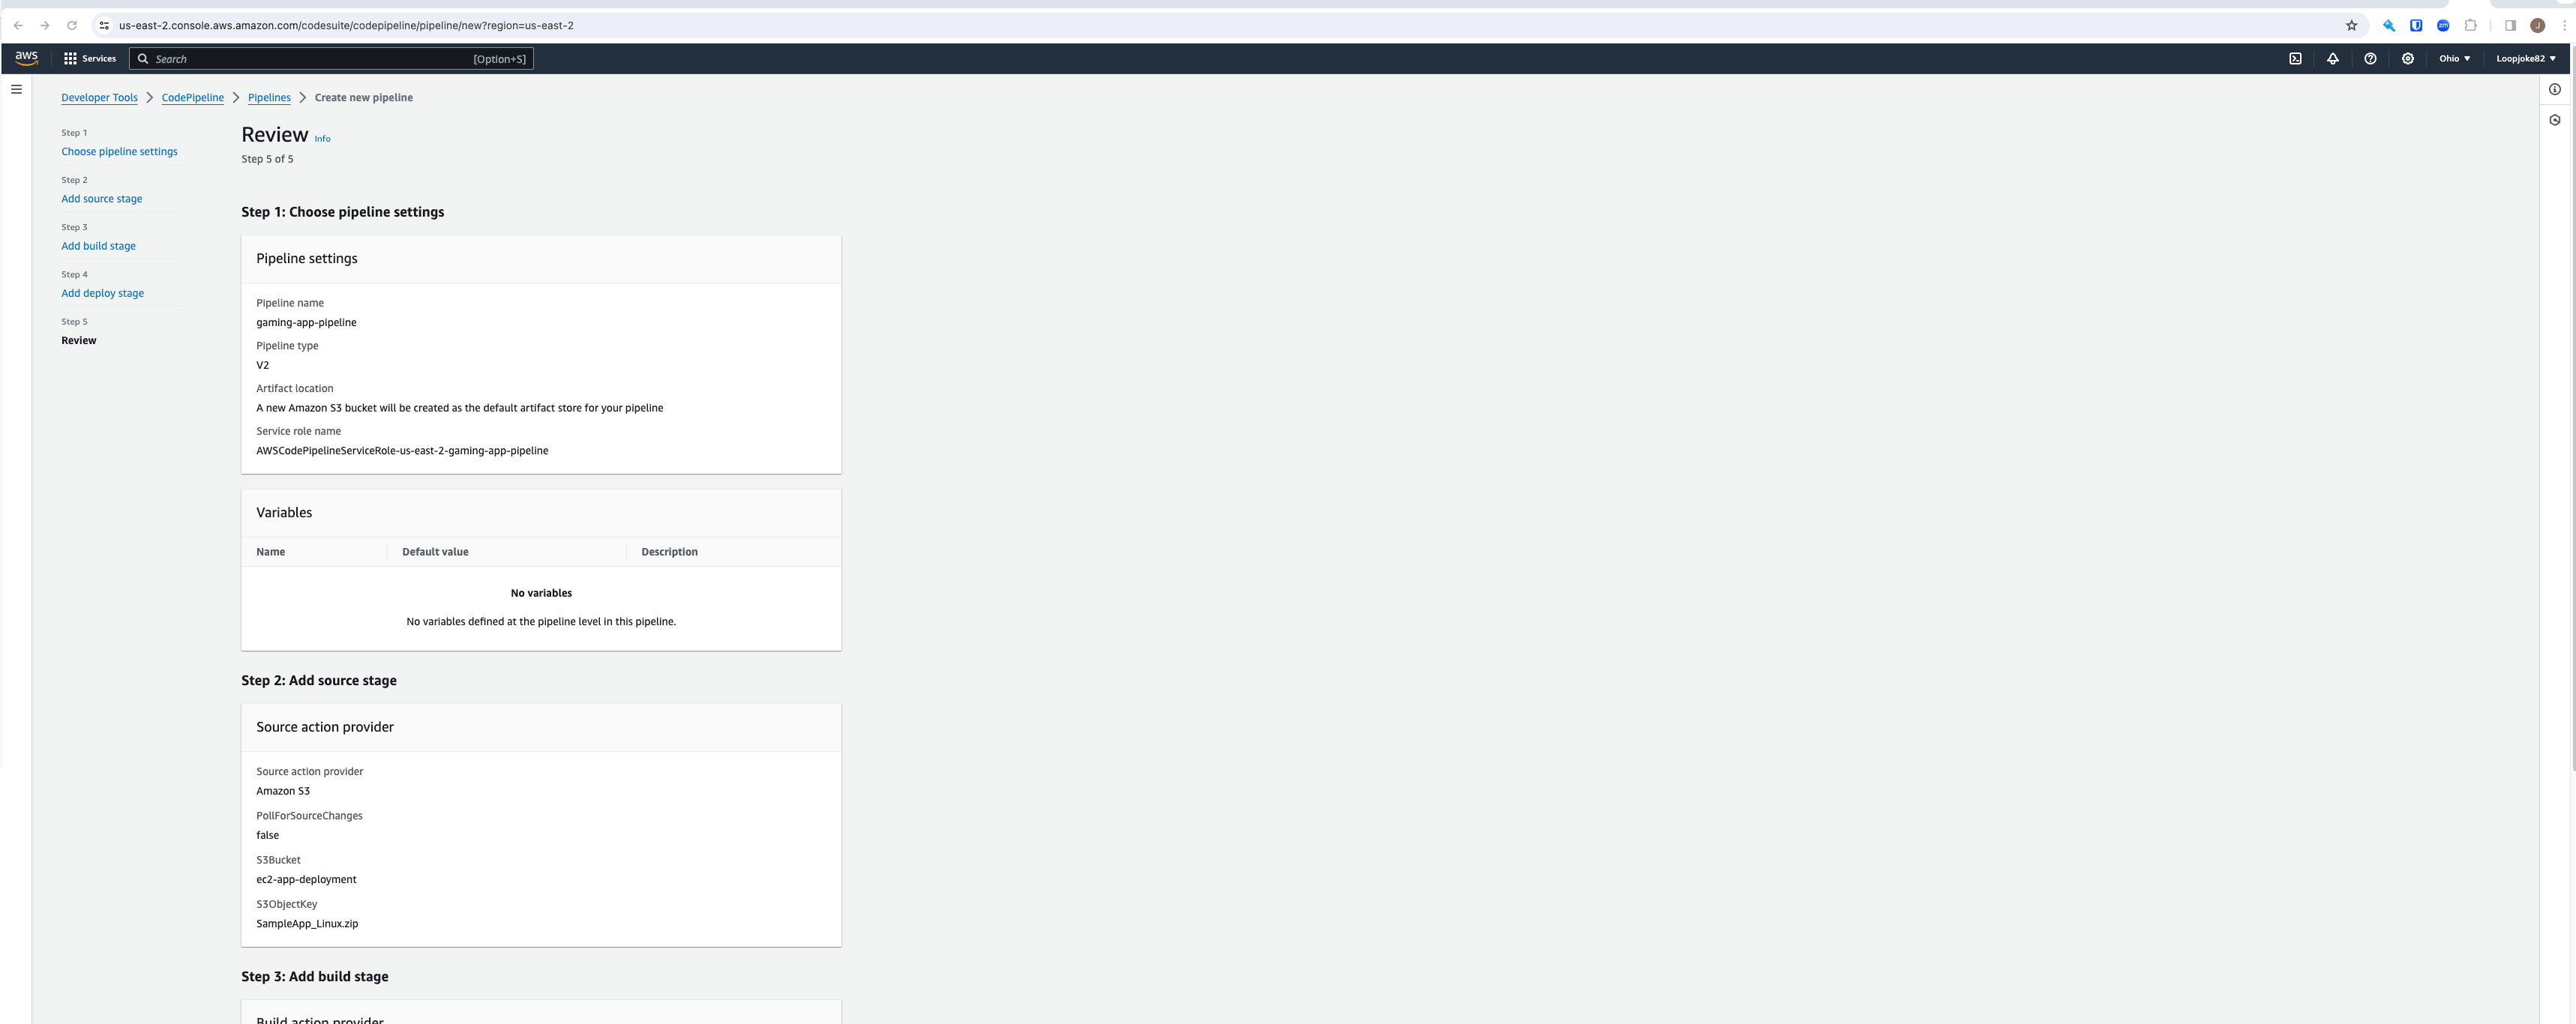 us-east-2.console.aws.amazon.com/codesuite/codepipeline/pipeline/new?region=us-east-2
zm
J
aws
Services
Search
[Option+S]
Ohio
Loopjoke82
Developer Tools
CodePipeline
Pipelines
Create new pipeline
Step 1
Choose pipeline settings
Step 2
Add source stage
Step 3
Add build stage
Step 4
Add deploy stage
Step 5
Review
Review Info
Step 5 of 5
Step 1: Choose pipeline settings
Pipeline settings
Pipeline name
gaming-app-pipeline
Pipeline type
V2
Artifact location
A new Amazon S3 bucket will be created as the default artifact store for your pipeline
Service role name
AWSCodePipelineServiceRole-us-east-2-gaming-app-pipeline
Variables
Name Default value Description
No variables
No variables defined at the pipeline level in this pipeline.
Step 2: Add source stage
Source action provider
Source action provider
Amazon S3
PollForSourceChanges
false
S3Bucket
ec2-app-deployment
S3ObjectKey
SampleApp_Linux.zip
Step 3: Add build stage
Build action provider